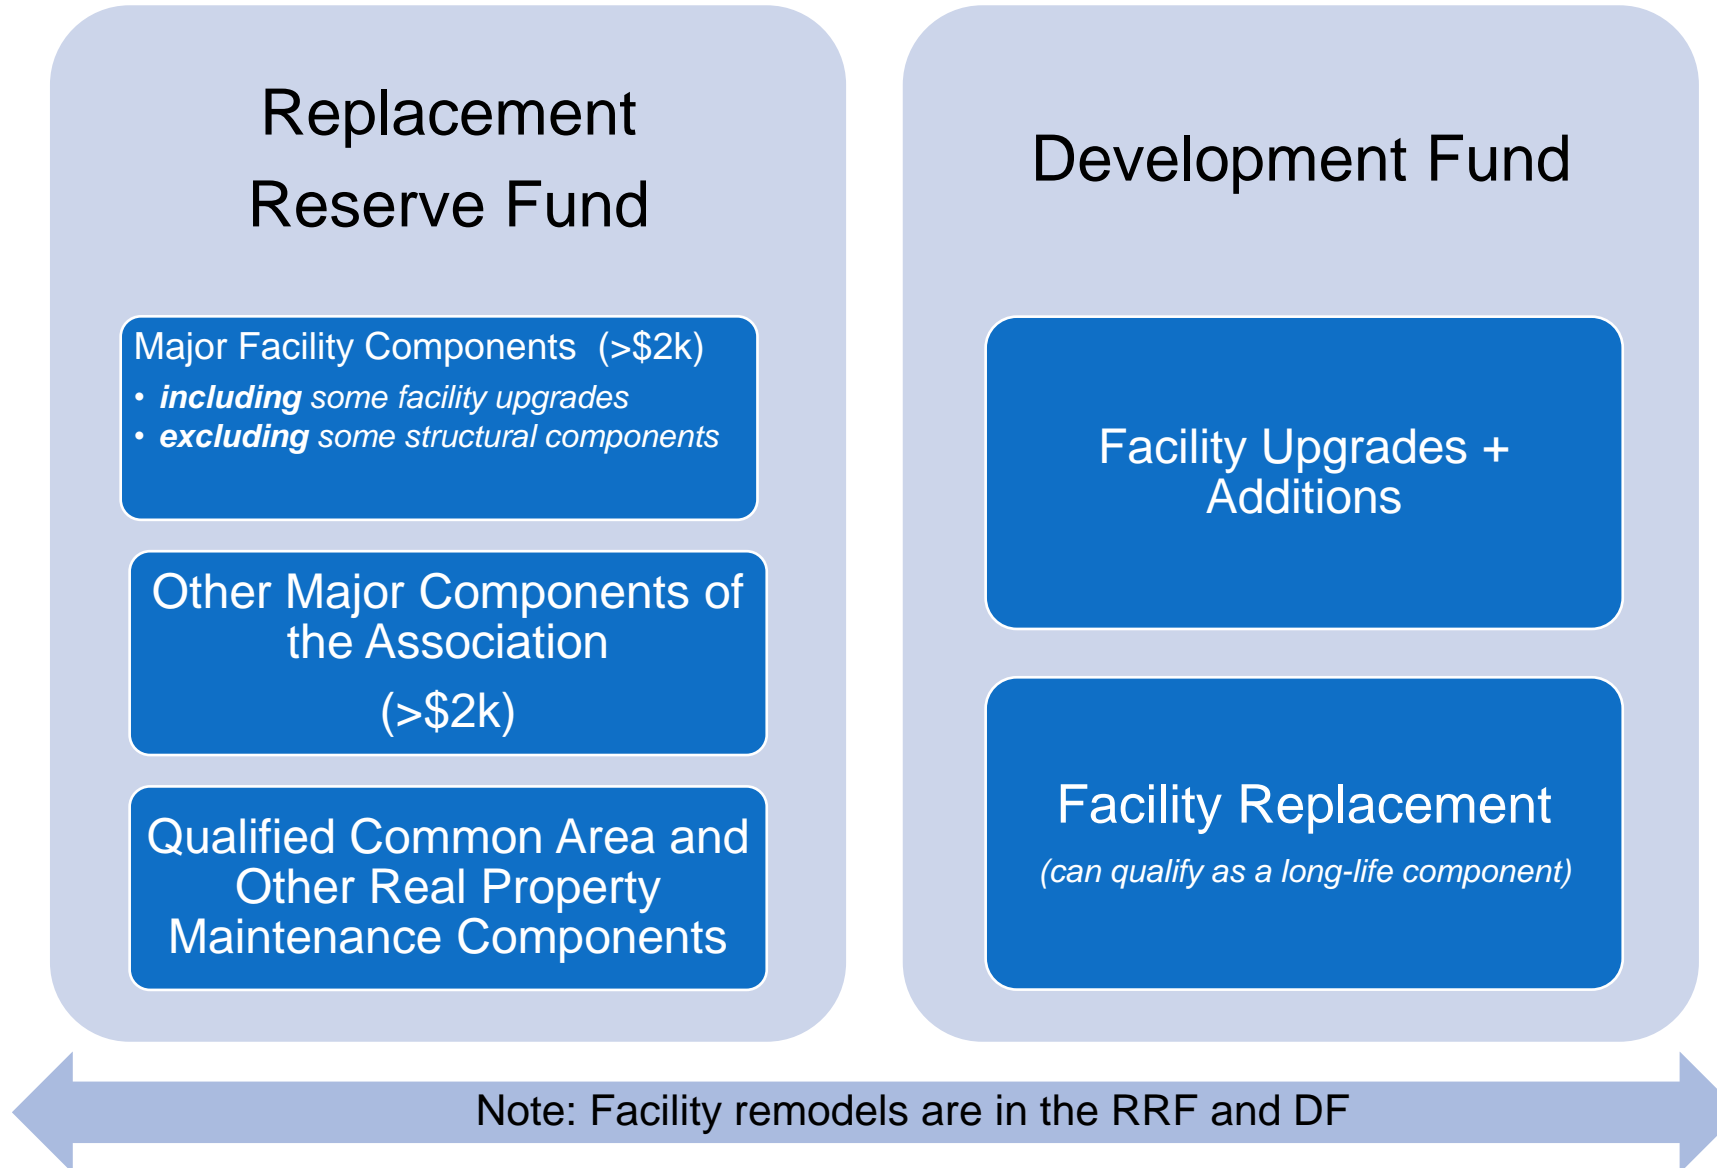 Replacement
Reserve Fund
Major Facility Components (>$2k)
• including some facility upgrades
• excluding some structural components
Other Major Components of
the Association
(>$2k)
Qualified Common Area and
Other Real Property
Maintenance Components
Development Fund
Facility Upgrades +
Additions
Facility Replacement
(can qualify as a long-life component)
Note: Facility remodels are in the RRF and DF